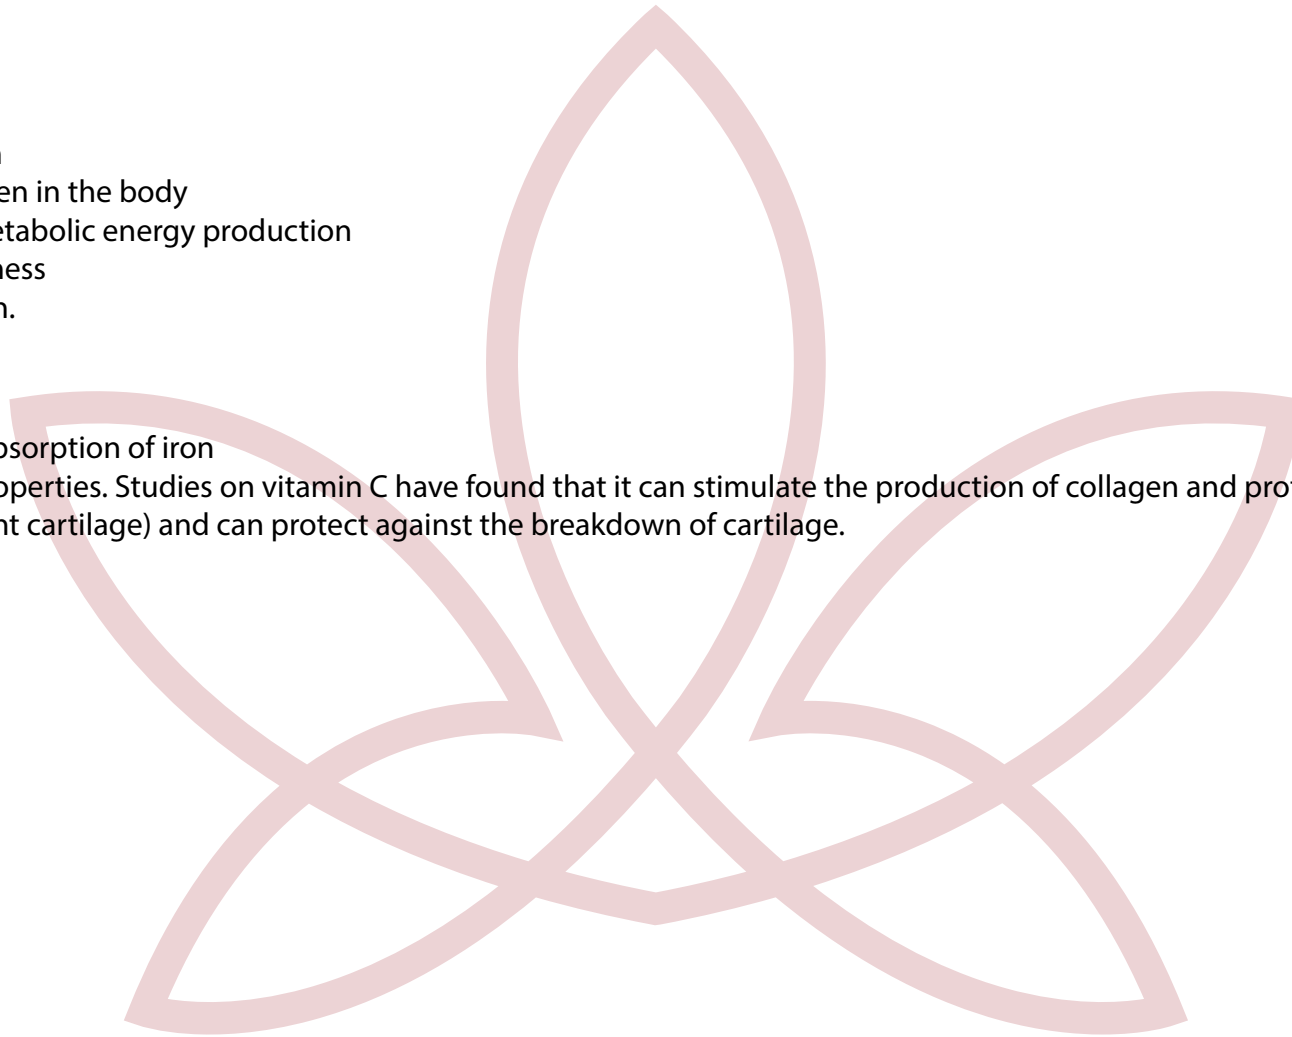 en in the body
etabolic energy production
ness
n.
bsorption of iron
operties. Studies on vitamin C have found that it can stimulate the production of collagen and prot
nt cartilage) and can protect against the breakdown of cartilage.